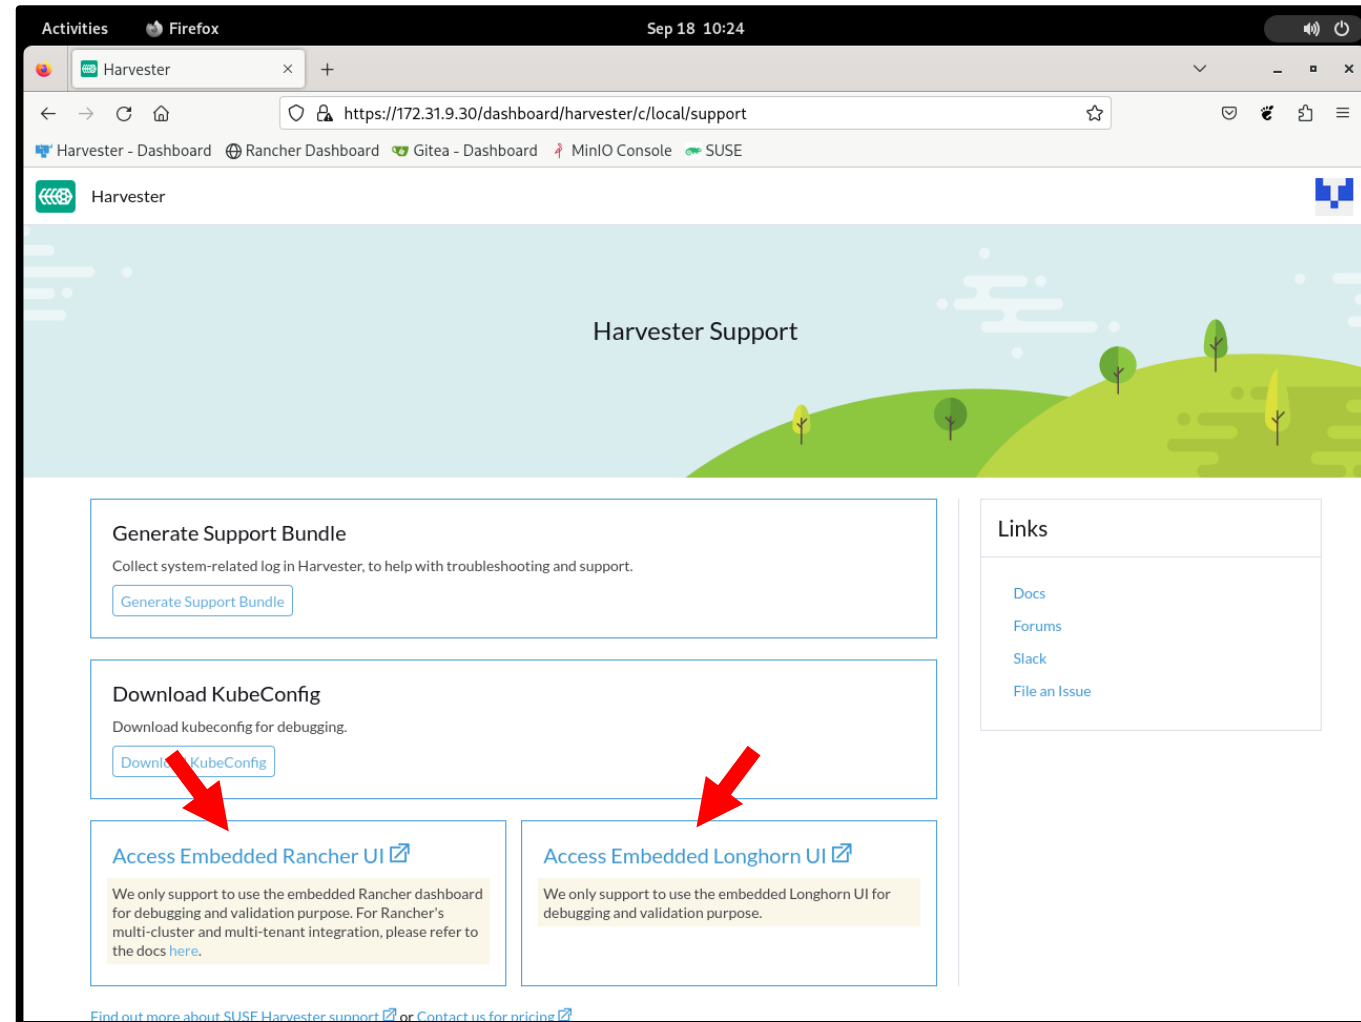 Activities Firefox Sep 18 10:24
Harvester
https://172.31.9.30/dashboard/harvester/c/local/support
Harvester - Dashboard Rancher Dashboard Gitea - Dashboard MinIO Console SUSE
Harvester
Harvester Support
Generate Support Bundle
Collect system-related log in Harvester, to help with troubleshooting and support.
Generate Support Bundle
Download KubeConfig
Download kubeconfig for debugging.
Download KubeConfig
Access Embedded Rancher UI
We only support to use the embedded Rancher dashboard
for debugging and validation purpose. For Rancher's
multi-cluster and multi-tenant integration, please refer to
the docs here.
Access Embedded Longhorn UI
We only support to use the embedded Longhorn UI for
debugging and validation purpose.
Find out more about SUSE Harvester support or Contact us for pricing
Links
Docs
Forums
Slack
File an Issue